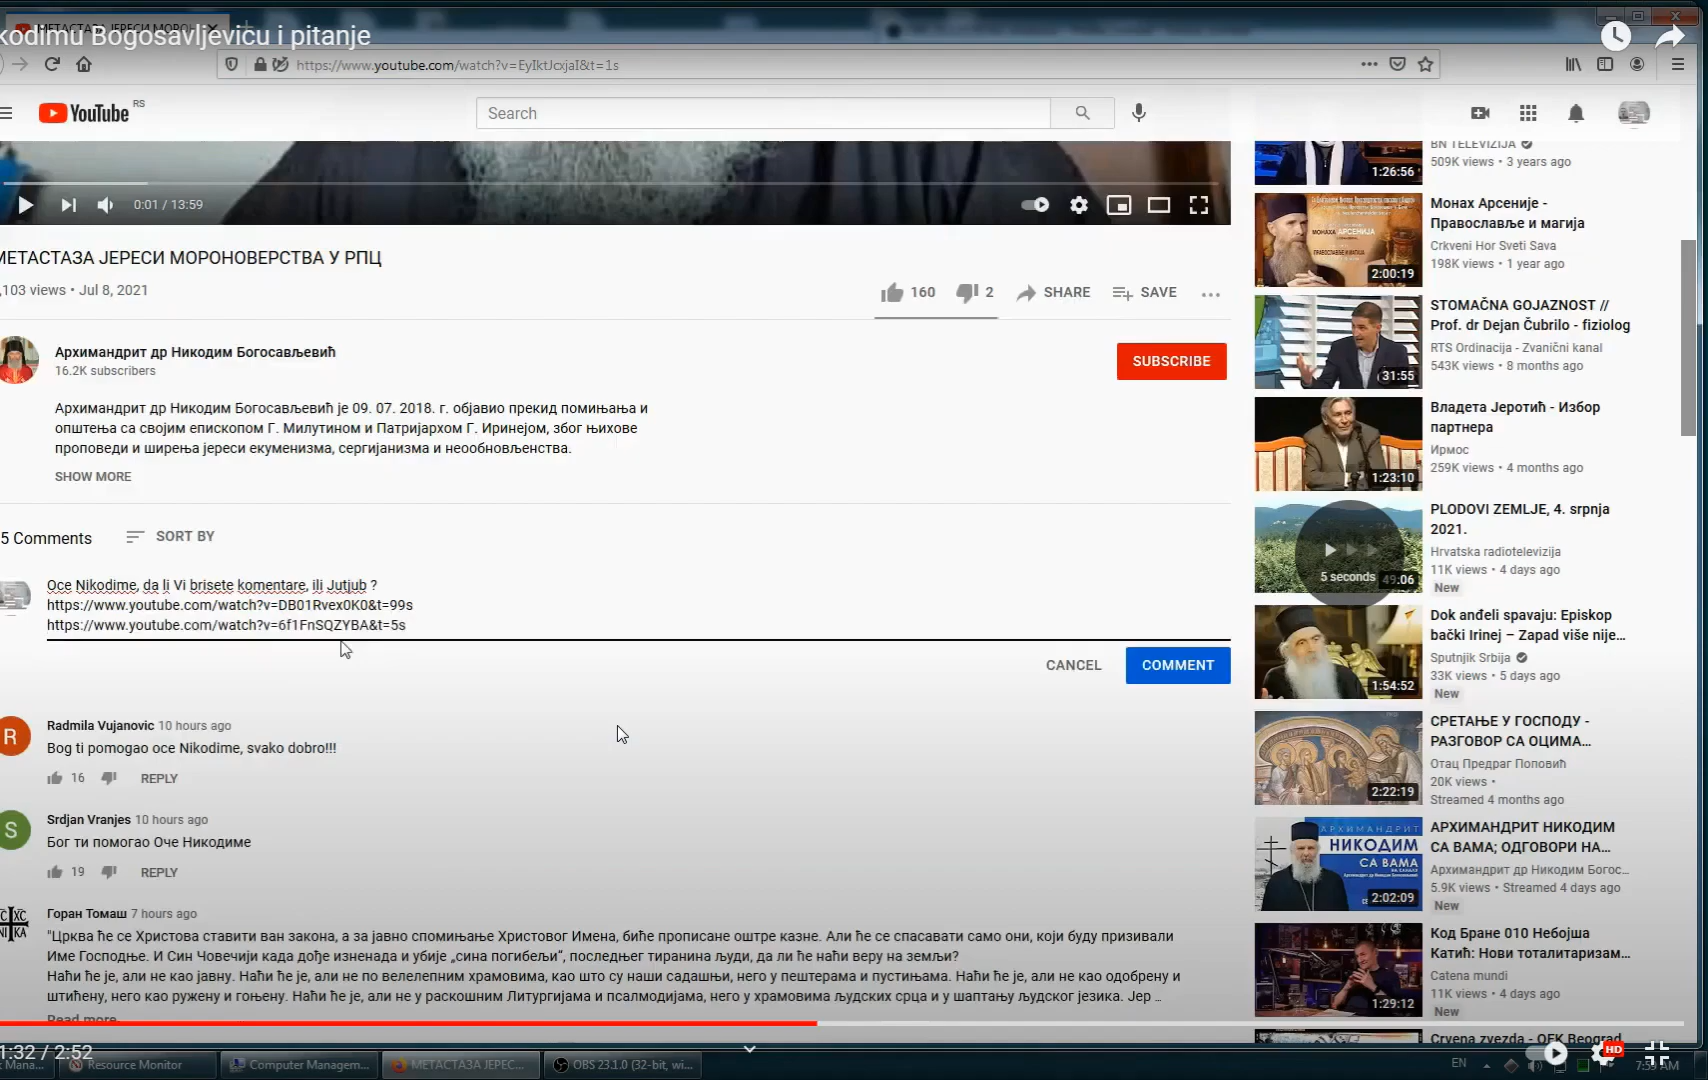 kodimu Bogosavljeviću i pitanje
https://www.youtube.com/watch?v=EyIktJcxjaI&t=1s
YouTube RS
Search
0:01 / 13:59
МЕТАСТАЗА ЈЕРЕСИ МОРОНОВЕРСТВА У РПЦ
,103 views • Jul 8, 2021
160
2
SHARE
SAVE
Архимандрит др Никодим Богосављевић
16.2K subscribers
SUBSCRIBE
Архимандрит др Никодим Богосављевић је 09. 07. 2018. г. објавио прекид помињања и
општења са својим епископом Г. Милутином и Патријархом Г. Иринејом, због њихове
проповеди и ширења јереси екуменизма, сергијанизма и необновљенства.
SHOW MORE
5 Comments
SORT BY
Oce Nikodime, da li Vi brisete komentare, ili Jutjub ?
https://www.youtube.com/watch?v=DB01Rvex0K0&t=99s
https://www.youtube.com/watch?v=6f1FnSQZYBA&t=5s
CANCEL
COMMENT
R
Radmila Vujanovic 10 hours ago
Bog ti pomogao oce Nikodime, svako dobro!!!
16
REPLY
S
Srdjan Vranjes 10 hours ago
Бог ти помогао Оче Никодиме
19
REPLY
Горан Томаш 7 hours ago
"Црква ће се Христова ставити ван закона, а за јавно спомињање Христовог Имена, биће прописане оштре казне. Али ће се спасавати само они, који буду призивали
Име Господње. И Син Човечији када дође изненада и убије „сина погибељи“, последњег тиранина људи, да ли ће наћи веру на земљи?
Наћи ће је, али не као јавну. Наћи ће је, али не по велелепним храмовима, као што су наши садашњи, него у пештерама и пустињама. Наћи ће је, али не као одобрену и
штићену, него као ружену и гоњену. Наћи ће је, али не у раскошним Литургијама и псалмодијама, него у храмовима људских срца и у шаптању људског језика. Јер ...
Read more
BN TELEVIZIJA
509K views • 3 years ago
1:26:56
Монах Арсеније -
Православље и магија
Crkveni Hor Sveti Sava
198K views • 1 year ago
2:00:19
STOMAČNA GOJAZNOST //
Prof. dr Dejan Čubrilo - fiziolog
RTS Ordinacija - Zvanični kanal
543K views • 8 months ago
31:55
Владета Јеротић - Избор
партнера
Ирмос
259K views • 4 months ago
1:23:10
PLODOVI ZEMLJE, 4. srpnja
2021.
Hrvatska radiotelevizija
11K views • 4 days ago
New
5 seconds
49:06
Dok anđeli spavaju: Episkop
bački Irinej – Zapad više nije...
Sputnjik Srbija
33K views • 5 days ago
New
1:54:52
СРЕТАЊЕ У ГОСПОДУ -
РАЗГОВОР СА ОЦИМА...
Отац Предраг Поповић
20K views •
Streamed 4 months ago
2:22:19
АРХИМАНДРИТ НИКОДИМ
СА ВАМА; ОДГОВОРИ НА...
Архимандрит др Никодим Богос...
5.9K views • Streamed 4 days ago
New
АРХИМАНДРИТ
НИКОДИМ
СА ВАМА
2:02:09
Код Бране 010 Небојша
Катић: Нови тоталитаризам...
Catena mundi
11K views • 4 days ago
New
1:29:12
Crvena zvezda - OFK Beograd
1:32 / 2:52
HD
Resource Monitor
Computer Managem...
МЕТАСТАЗА ЈЕРЕС...
OBS 23.1.0 (32-bit, wi...
EN